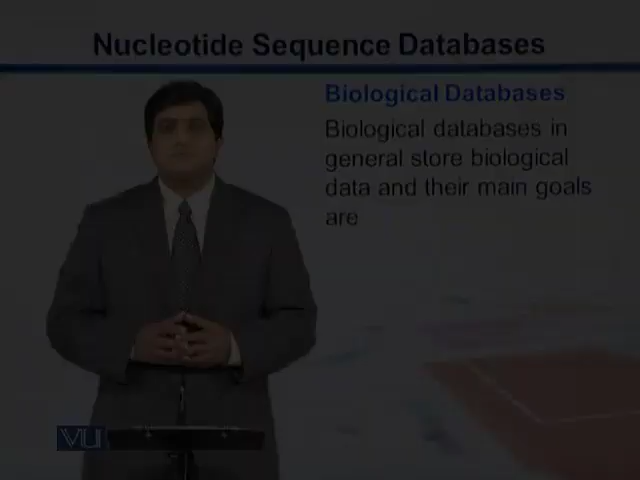 Nucleotide Sequence Databases
Biological Databases
Biological databases in
general store biological
data and their main goals
are
VU